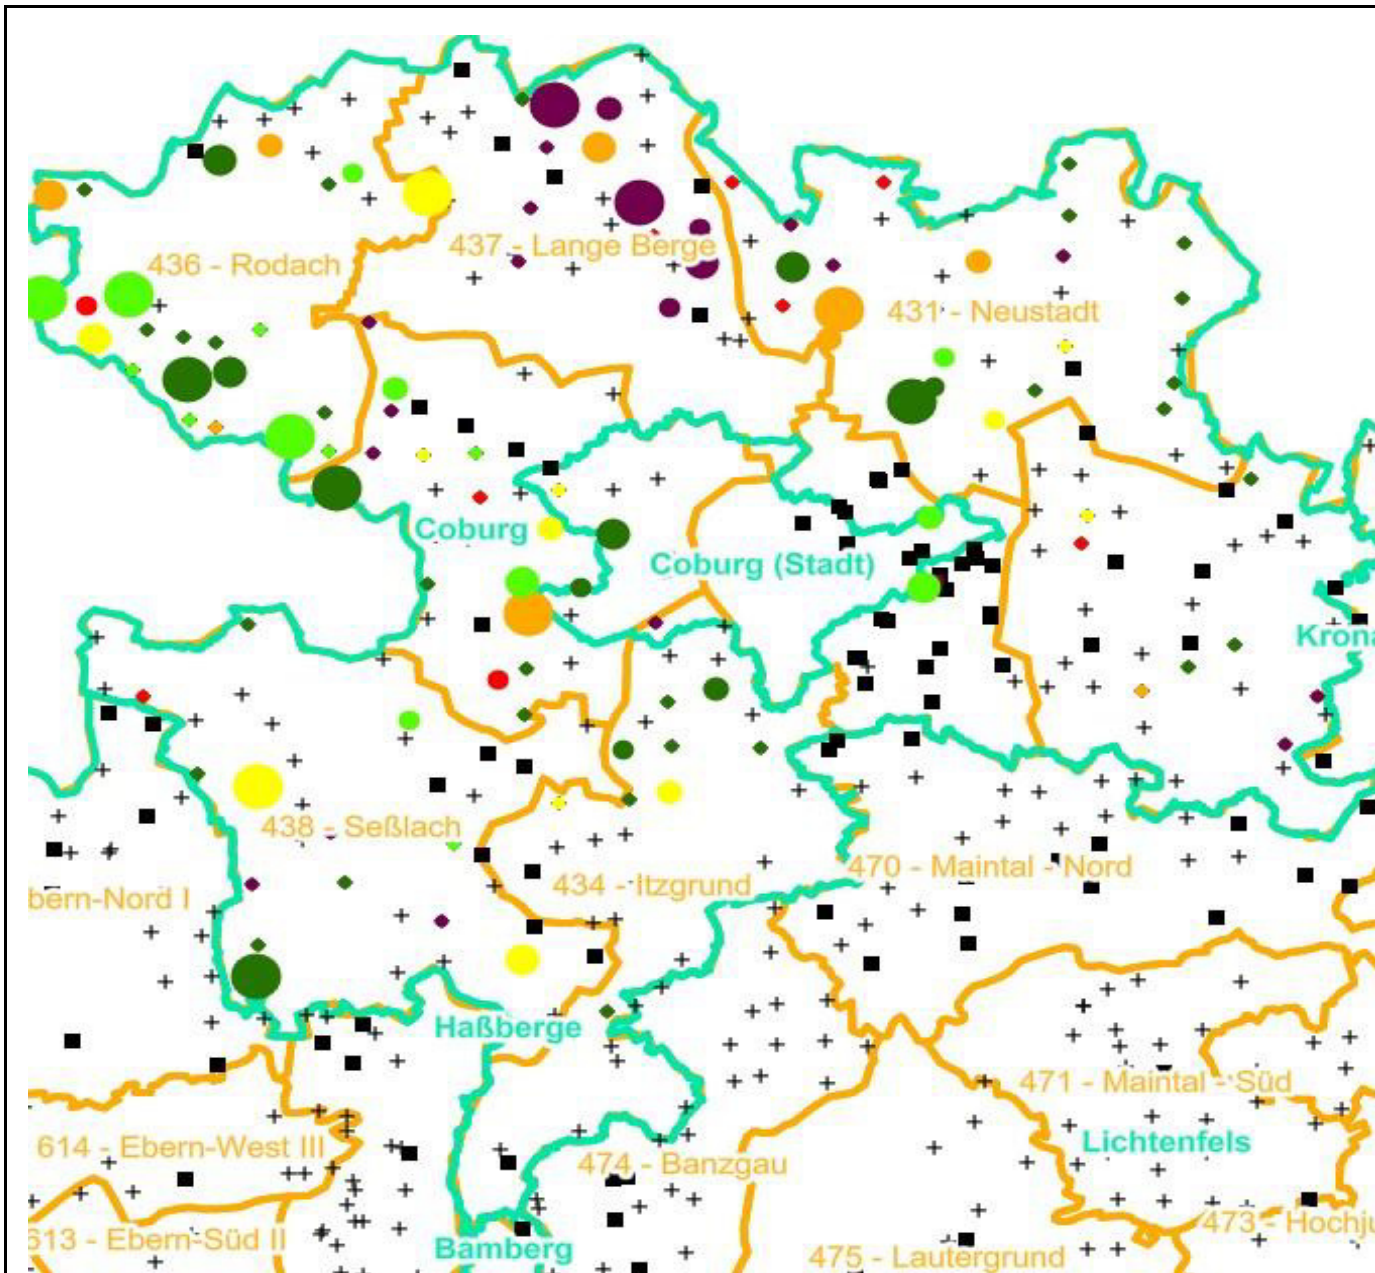 437 - Lange Berge
436 - Rodach
431 - Neustadt
Coburg
Coburg (Stadt)
Krona
438 - Seßlach
470 - Maintal - Nord
434 - Itzgrund
bern-Nord I
Haßberge
471 - Maintal - Süd
Lichtenfels
614 - Ebern-West III
474 - Banzgau
473 - Hochju
613 - Ebern-Süd II
Bamberg
475 - Lautergrund